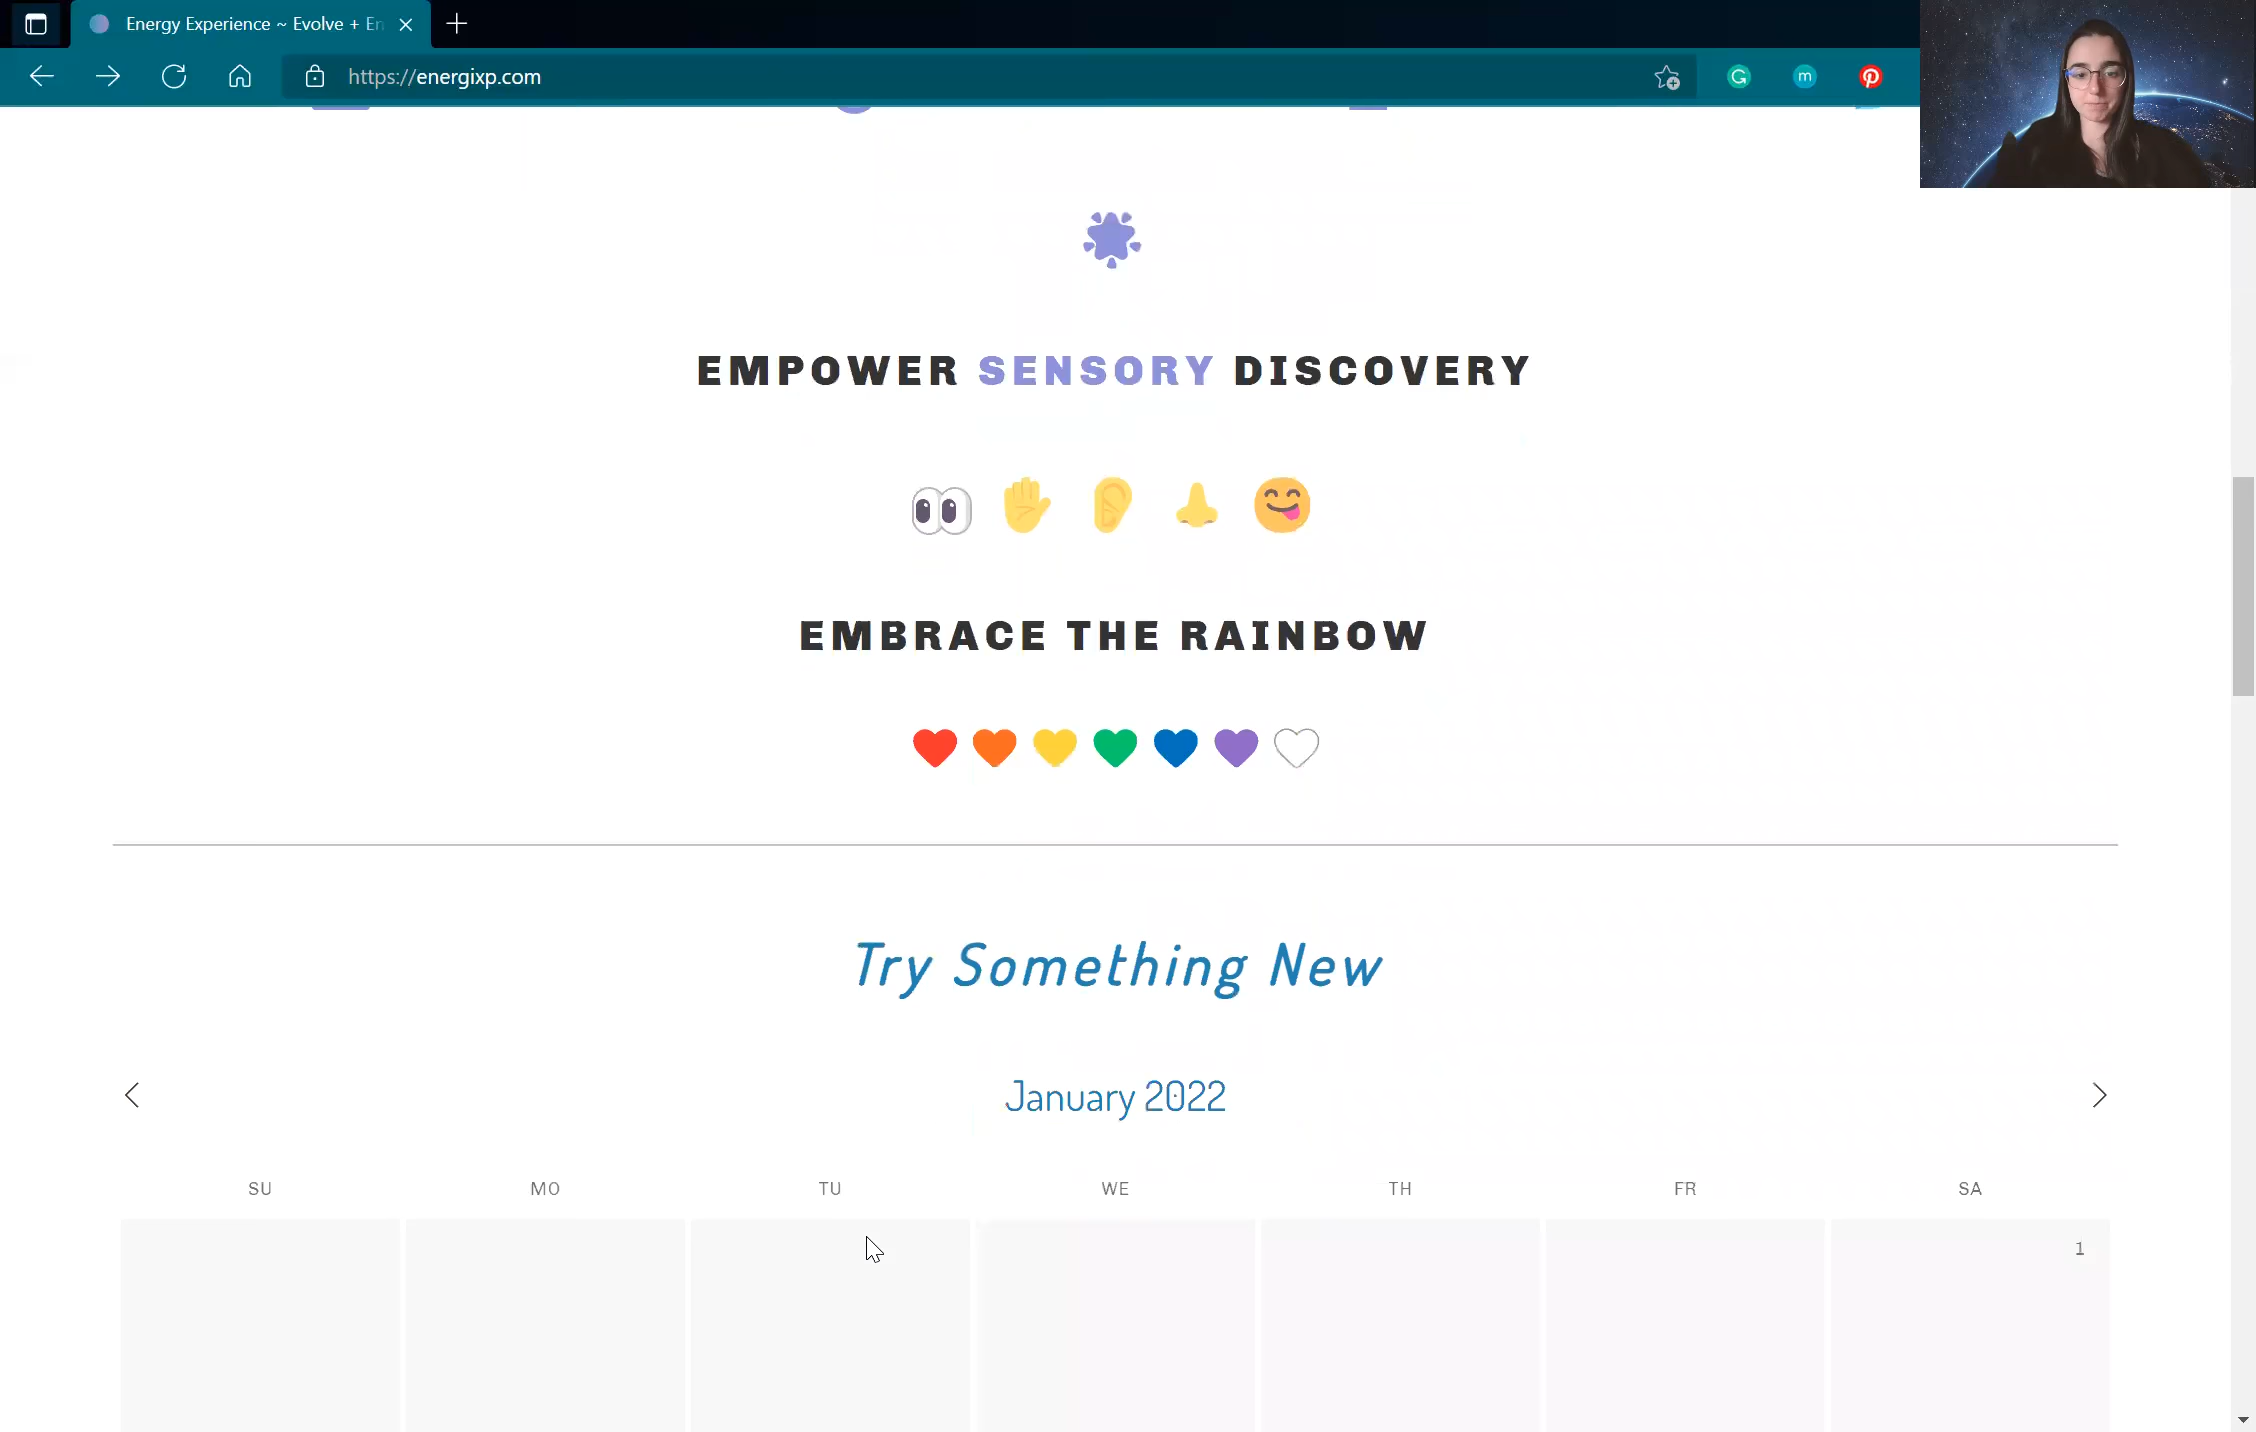 Energy Experience ~ Evolve + En
https://energixp.com
G
m
EMPOWER SENSORY DISCOVERY
EMBRACE THE RAINBOW
Try Something New
January 2022
SU MO TU WE TH FR SA
1